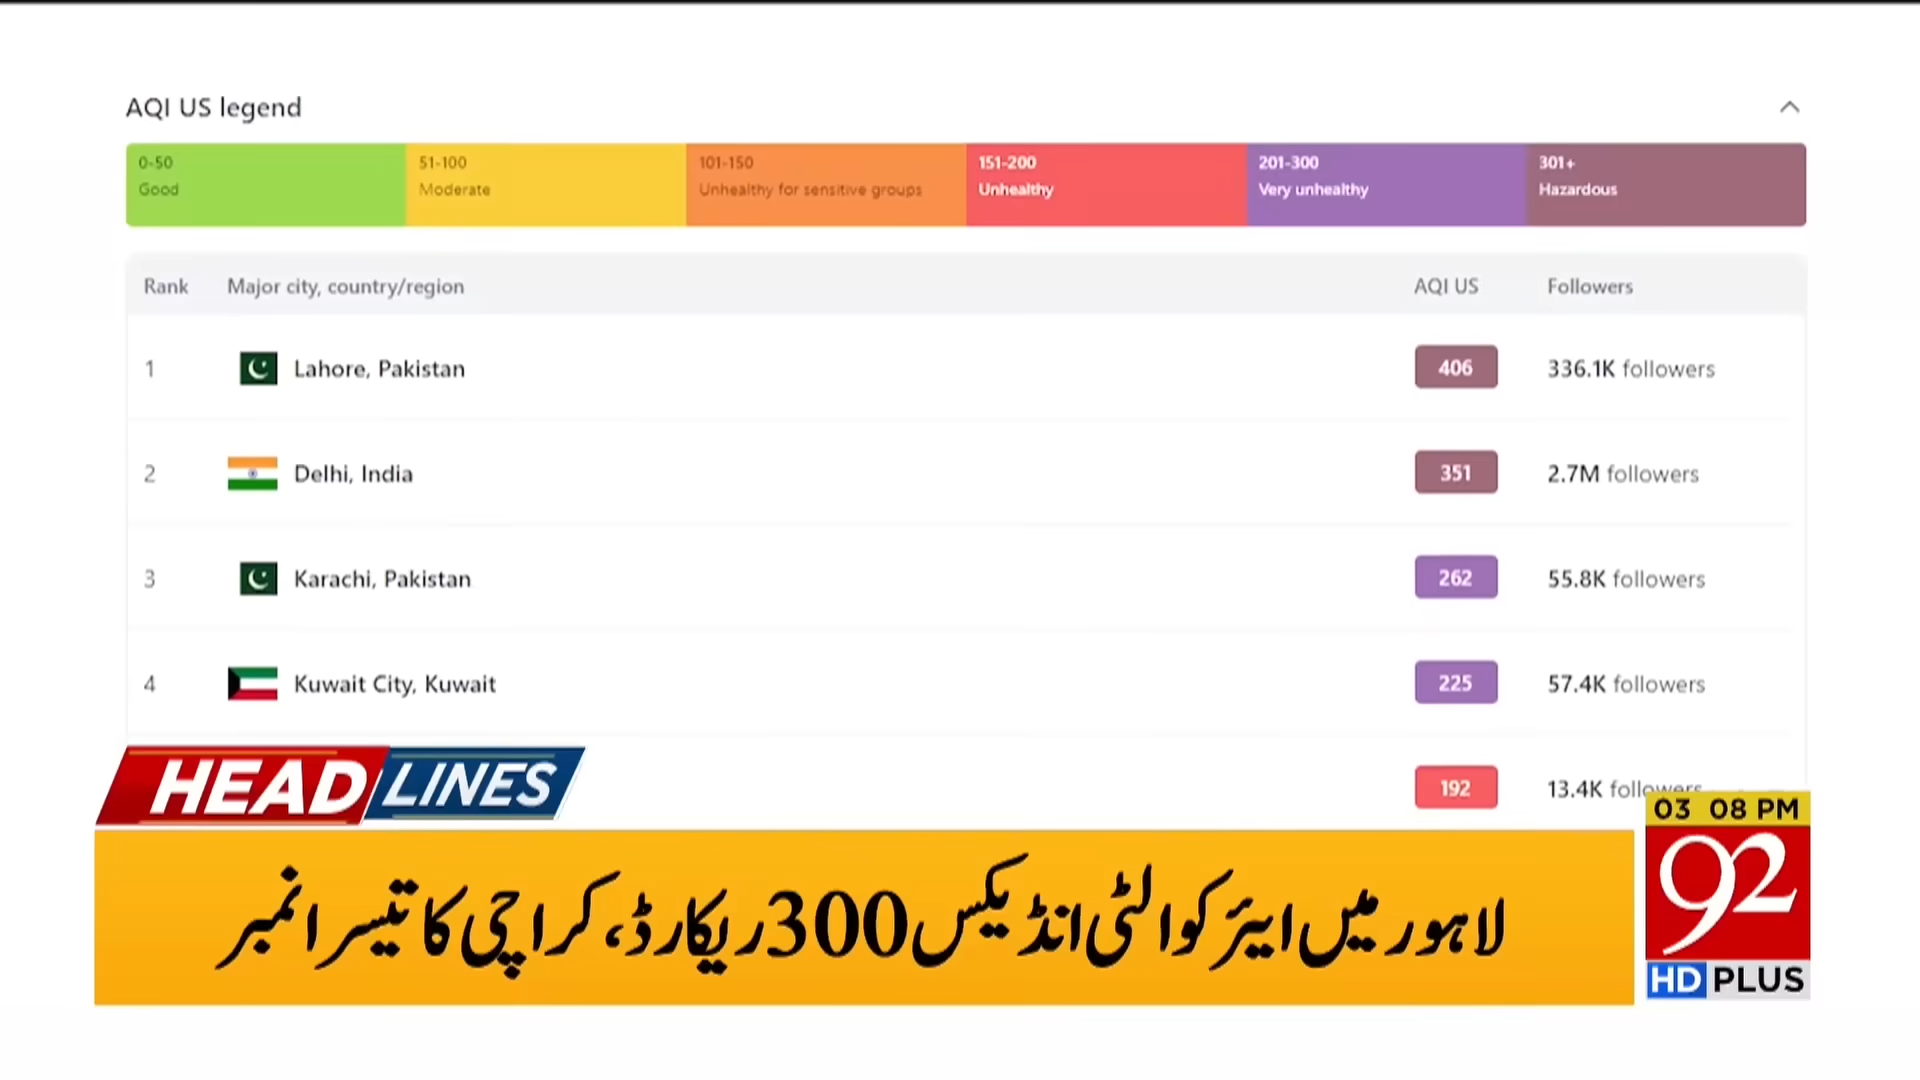 AQI US legend
0-50 51-100 101-150 151-200 201-300 301+
Good Moderate Unhealthy for sensitive groups Unhealthy Very unhealthy Hazardous
Rank Major city, country/region AQI US Followers
1 Lahore, Pakistan 406 336.1K followers
2 Delhi, India 351 2.7M followers
3 Karachi, Pakistan 262 55.8K followers
4 Kuwait City, Kuwait 225 57.4K followers
192 13.4K followers
HEADLINES
03 08 PM
لاہور میں ایئر کوالٹی انڈیکس 300 ریکارڈ، کراچی کا تیسرا نمبر
92
HD PLUS